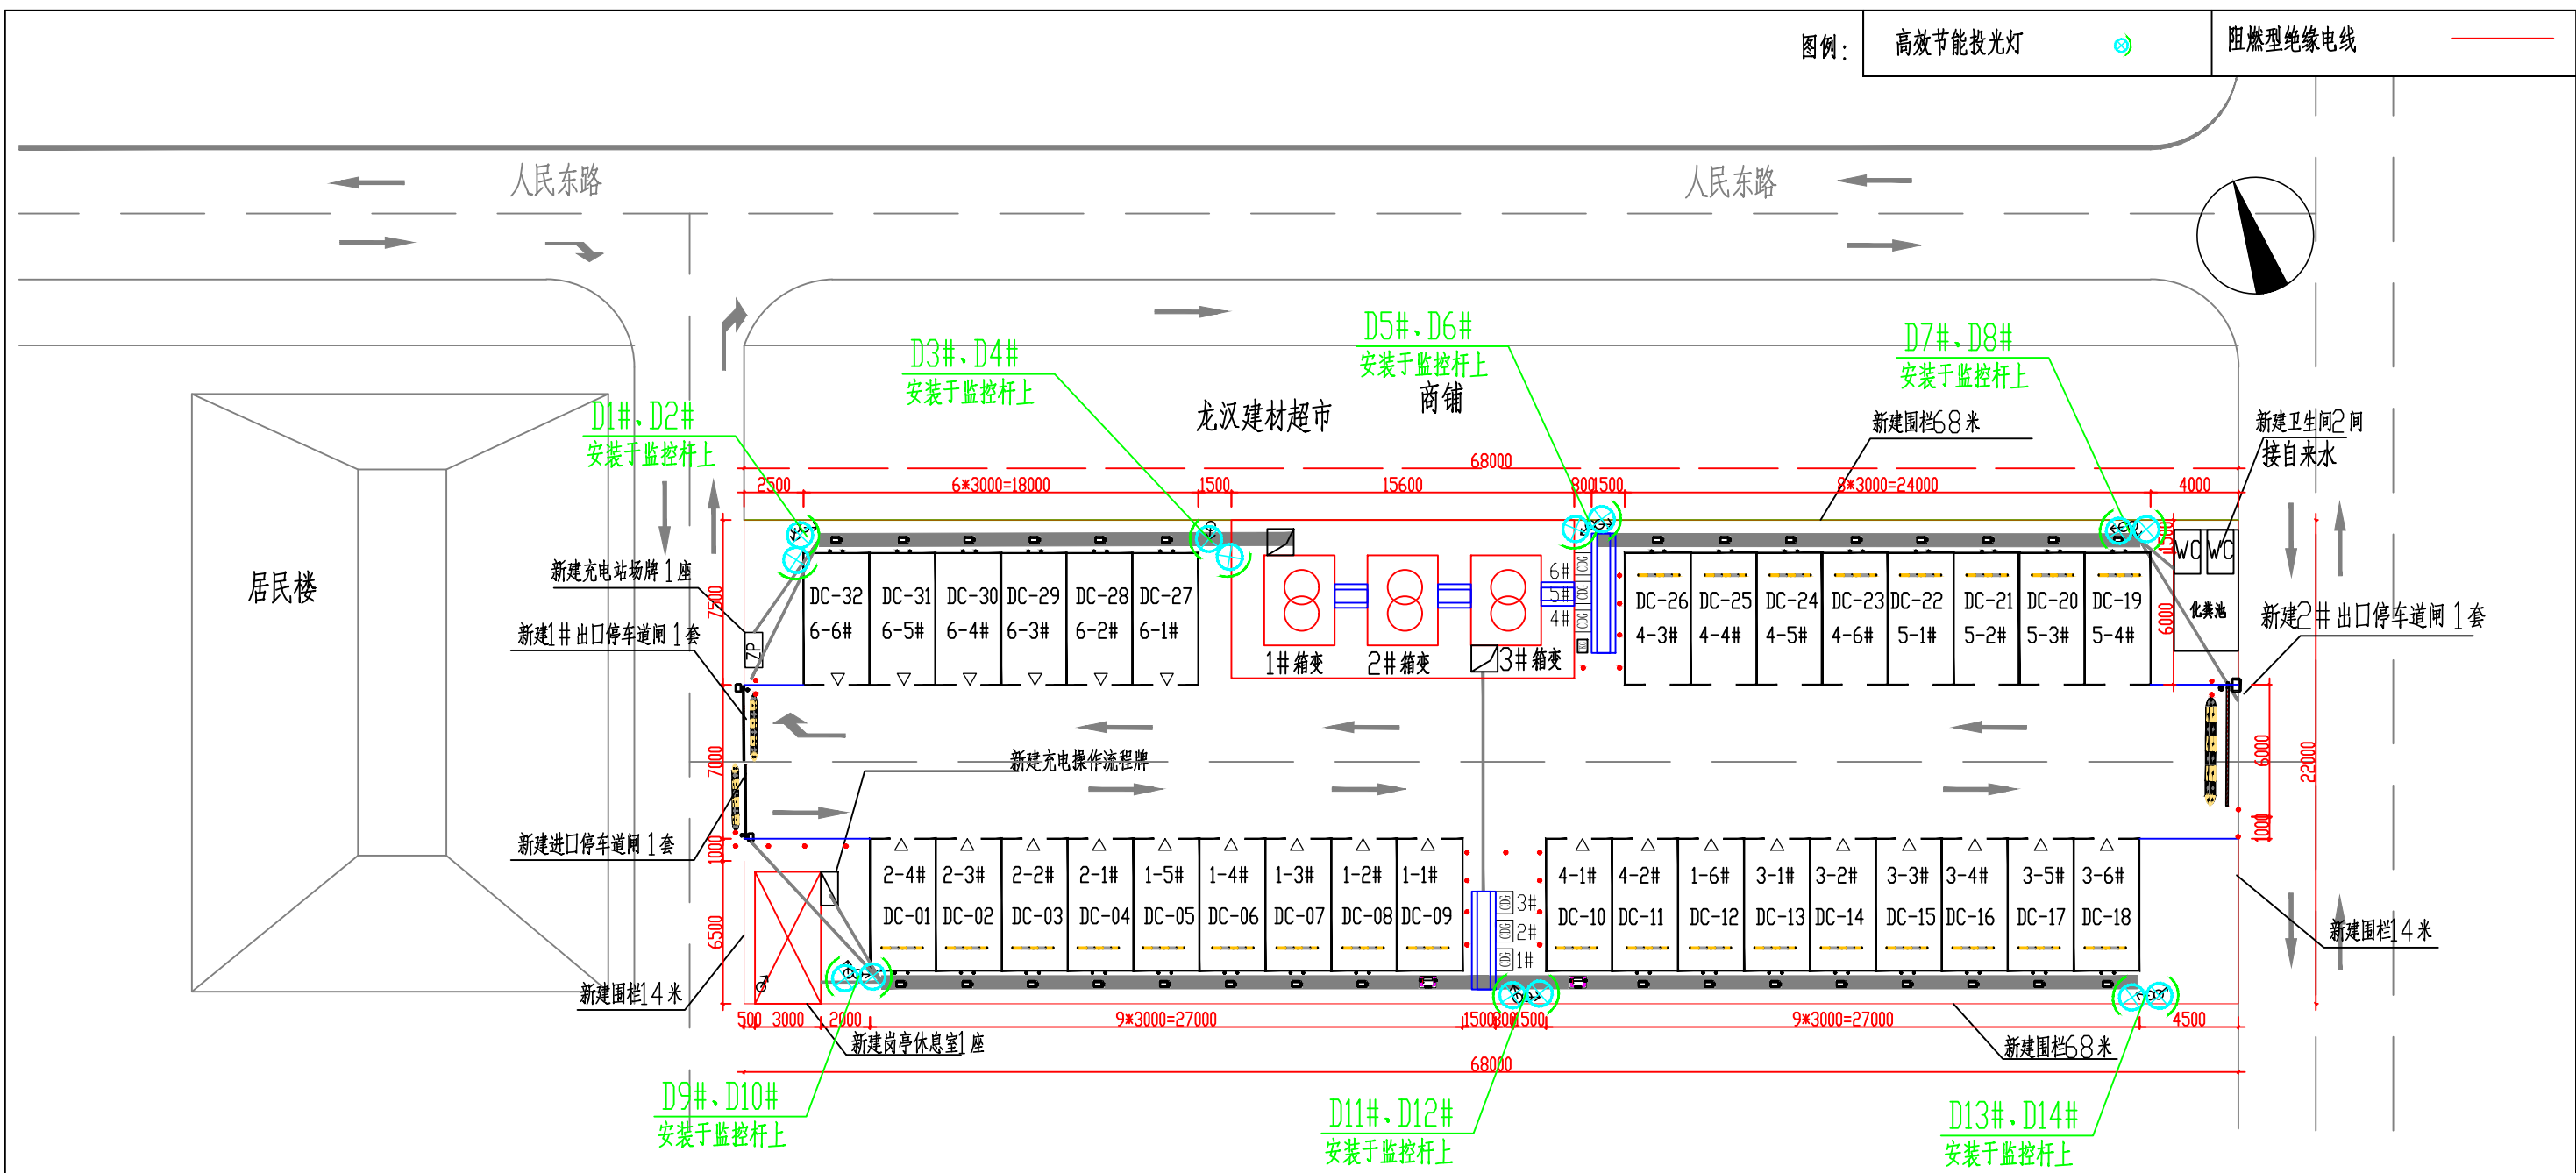 图例：
高效节能投光灯
阻燃型绝缘电线
人民东路
人民东路
D5#、D6#
安装于监控杆上
D7#、D8#
安装于监控杆上
D3#、D4#
安装于监控杆上
D1#、D2#
安装于监控杆上
商铺
龙汉建材超市
新建围栏68米
新建卫生间2间
接自来水
68000
2500
6*3000=18000
1500
15600
800
1500
8*3000=24000
4000
居民楼
新建充电站场牌1座
新建1#出口停车道闸1套
新建进口停车道闸1套
新建围栏14米
7500
7000
1000
6500
ZP
DC-32
DC-31
DC-30
DC-29
DC-28
DC-27
6-6#
6-5#
6-4#
6-3#
6-2#
6-1#
1#箱变
2#箱变
3#箱变
6#
5#
4#
CDG
CDG
CDG
DC-26
DC-25
DC-24
DC-23
DC-22
DC-21
DC-20
DC-19
4-3#
4-4#
4-5#
4-6#
5-1#
5-2#
5-3#
5-4#
1500
6000
WC
WC
化粪池
新建2#出口停车道闸1套
6000
1000
22000
新建充电操作流程牌
2-4#
2-3#
2-2#
2-1#
1-5#
1-4#
1-3#
1-2#
1-1#
DC-01
DC-02
DC-03
DC-04
DC-05
DC-06
DC-07
DC-08
DC-09
CDG
CDG
CDG
3#
2#
1#
4-1#
4-2#
1-6#
3-1#
3-2#
3-3#
3-4#
3-5#
3-6#
DC-10
DC-11
DC-12
DC-13
DC-14
DC-15
DC-16
DC-17
DC-18
新建围栏14米
500
3000
2000
9*3000=27000
1500
800
1500
9*3000=27000
4500
新建岗亭休息室1座
新建围栏68米
68000
D9#、D10#
安装于监控杆上
D11#、D12#
安装于监控杆上
D13#、D14#
安装于监控杆上